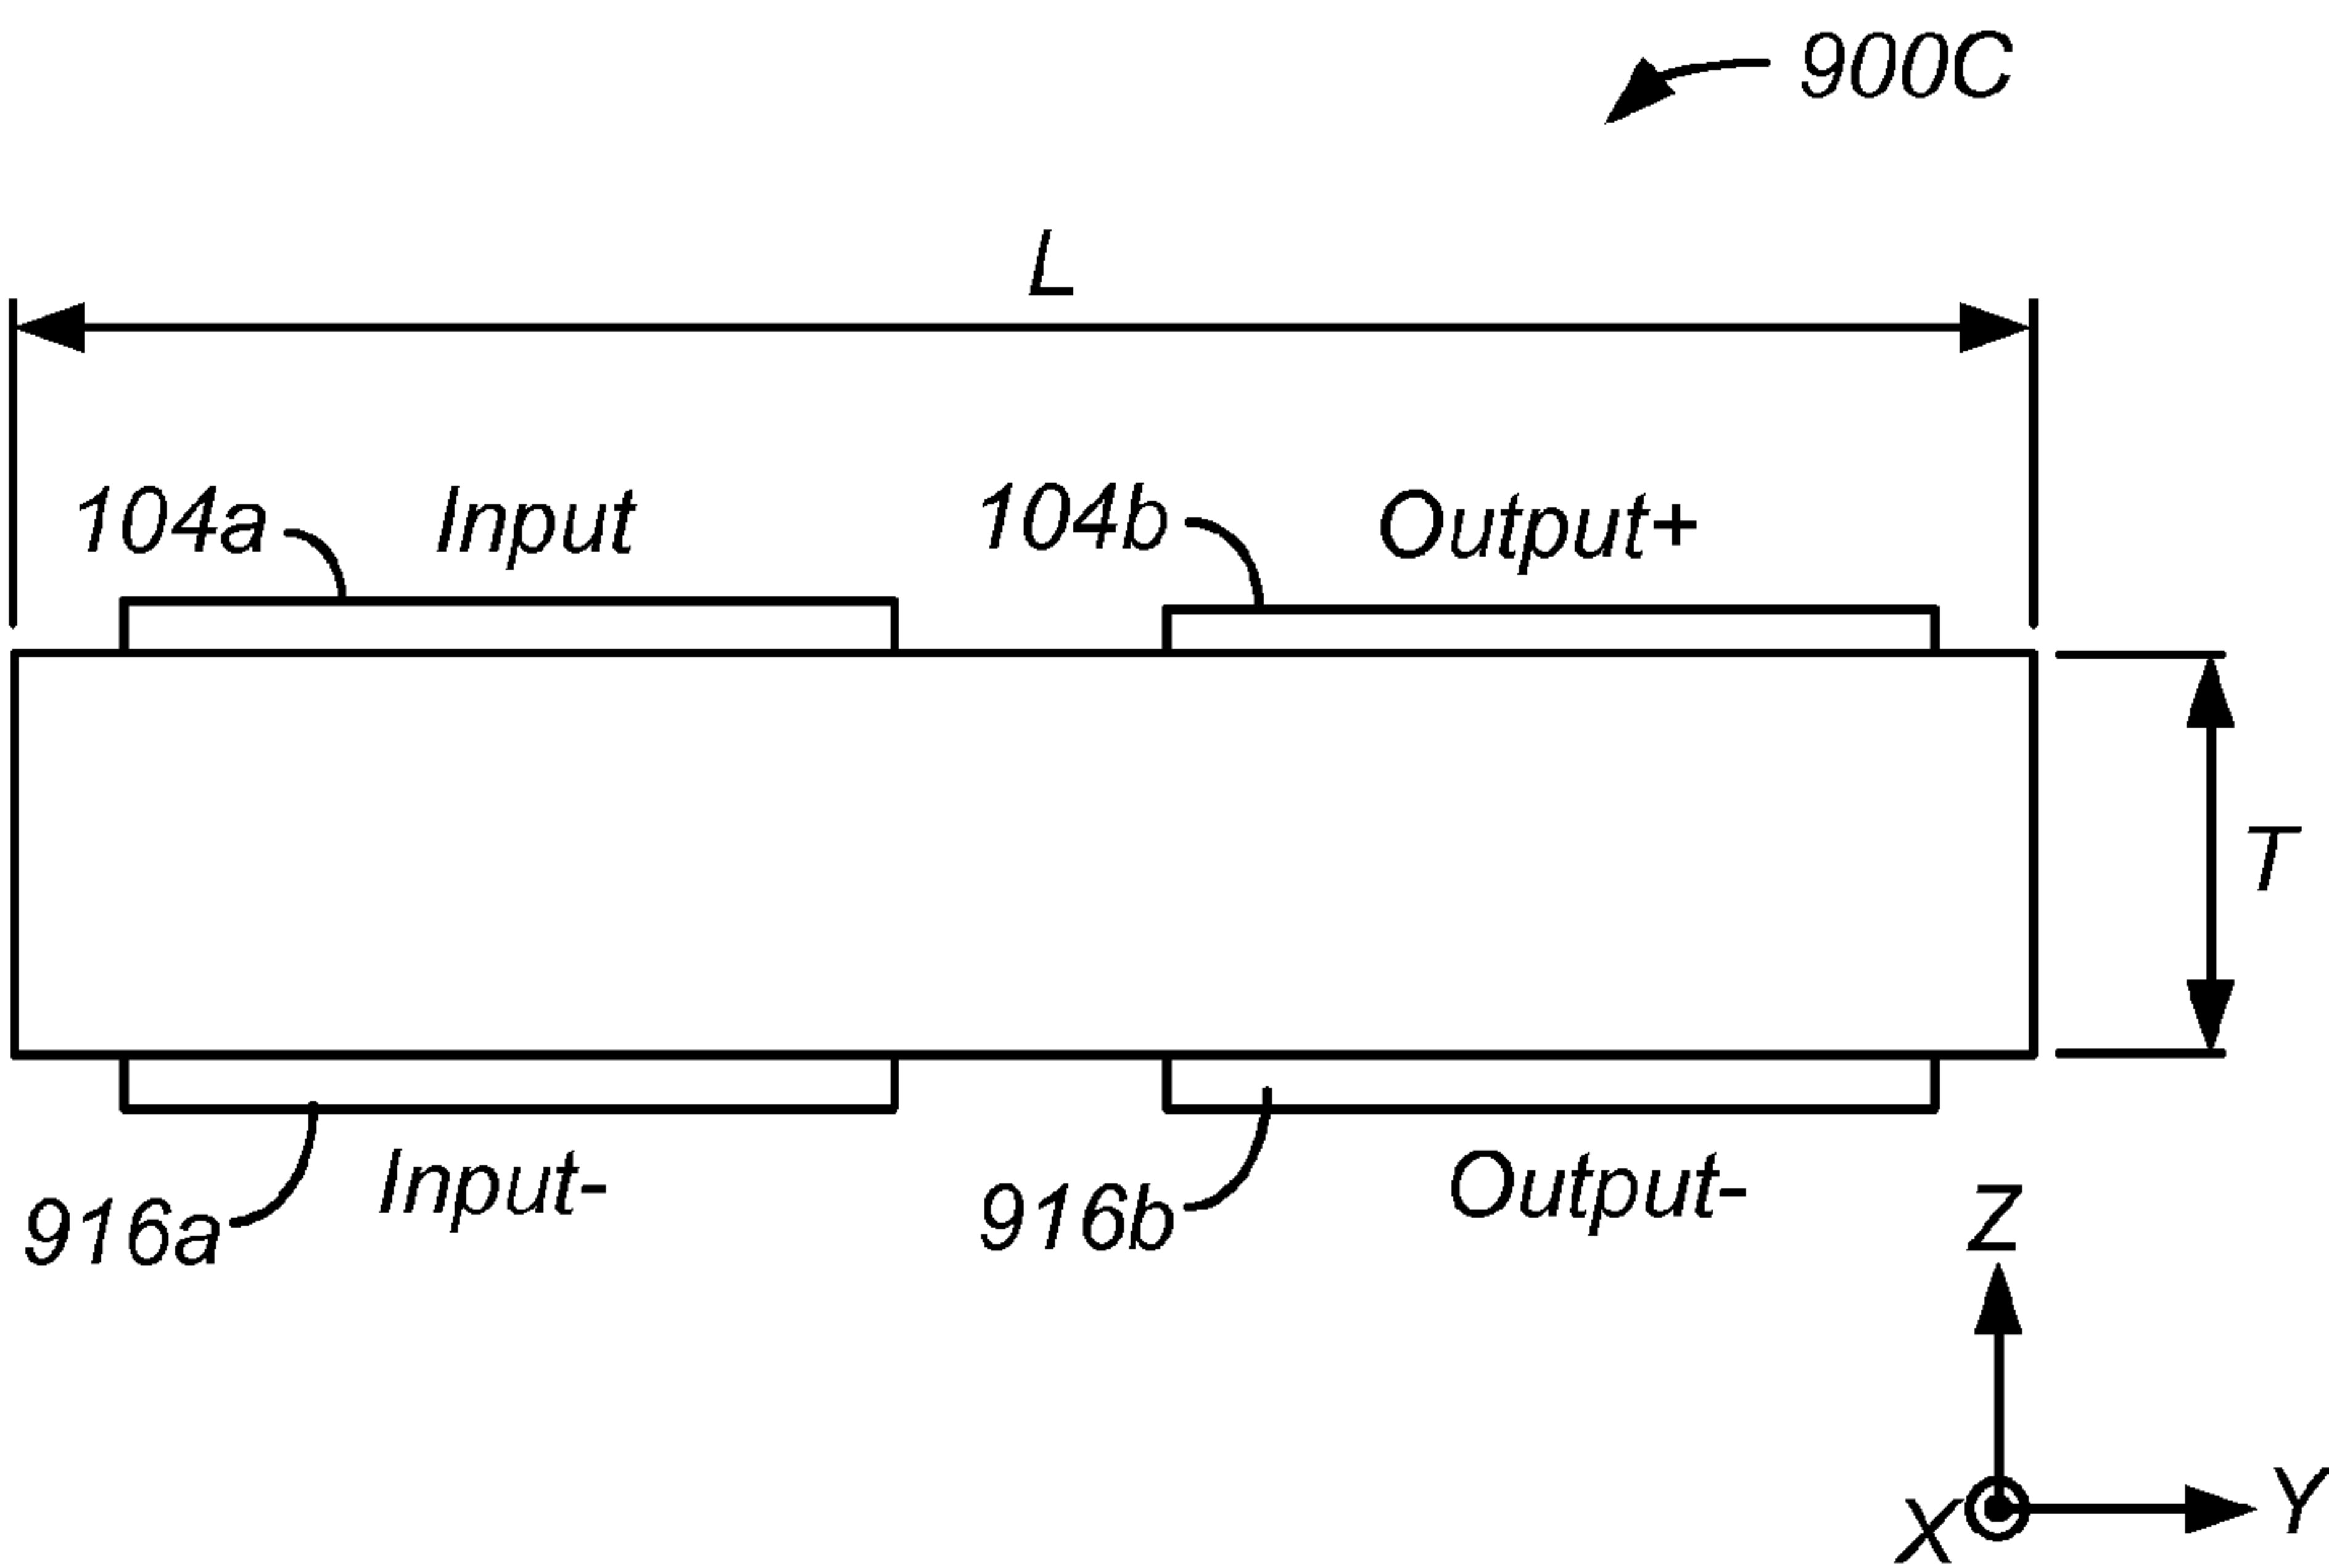 900C
L
104a Input 104b Output+
T
916a Input- 916b Output-
Z
X Y